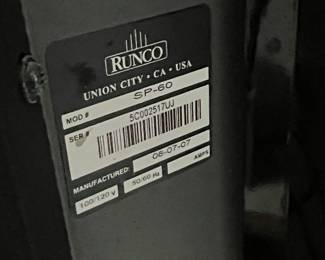 RUNCO
UNION CITY • CA • USA
MOD # SP-60
SER # 5C002517UJ
MANUFACTURED: 06-07-07
100/120 V 50/60 Hz AMPS